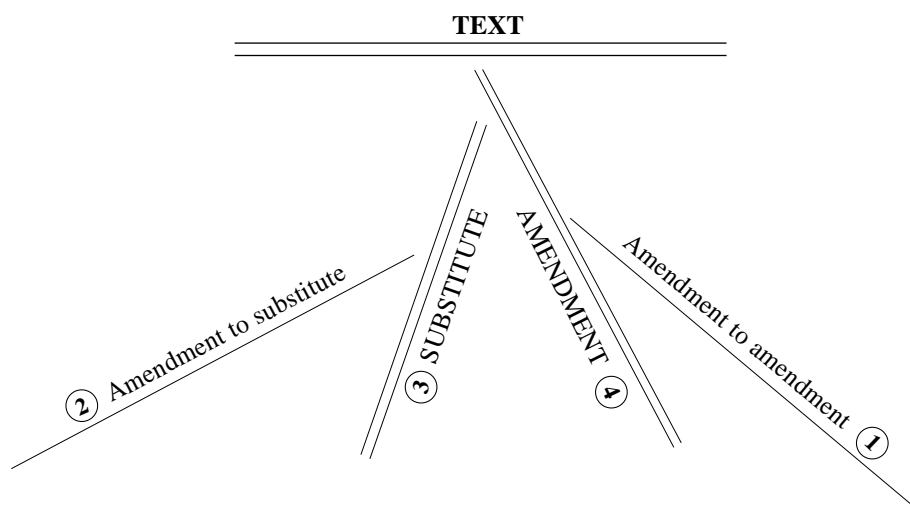 TEXT
② Amendment to substitute
③ SUBSTITUTE
AMENDMENT ④
Amendment to amendment ①